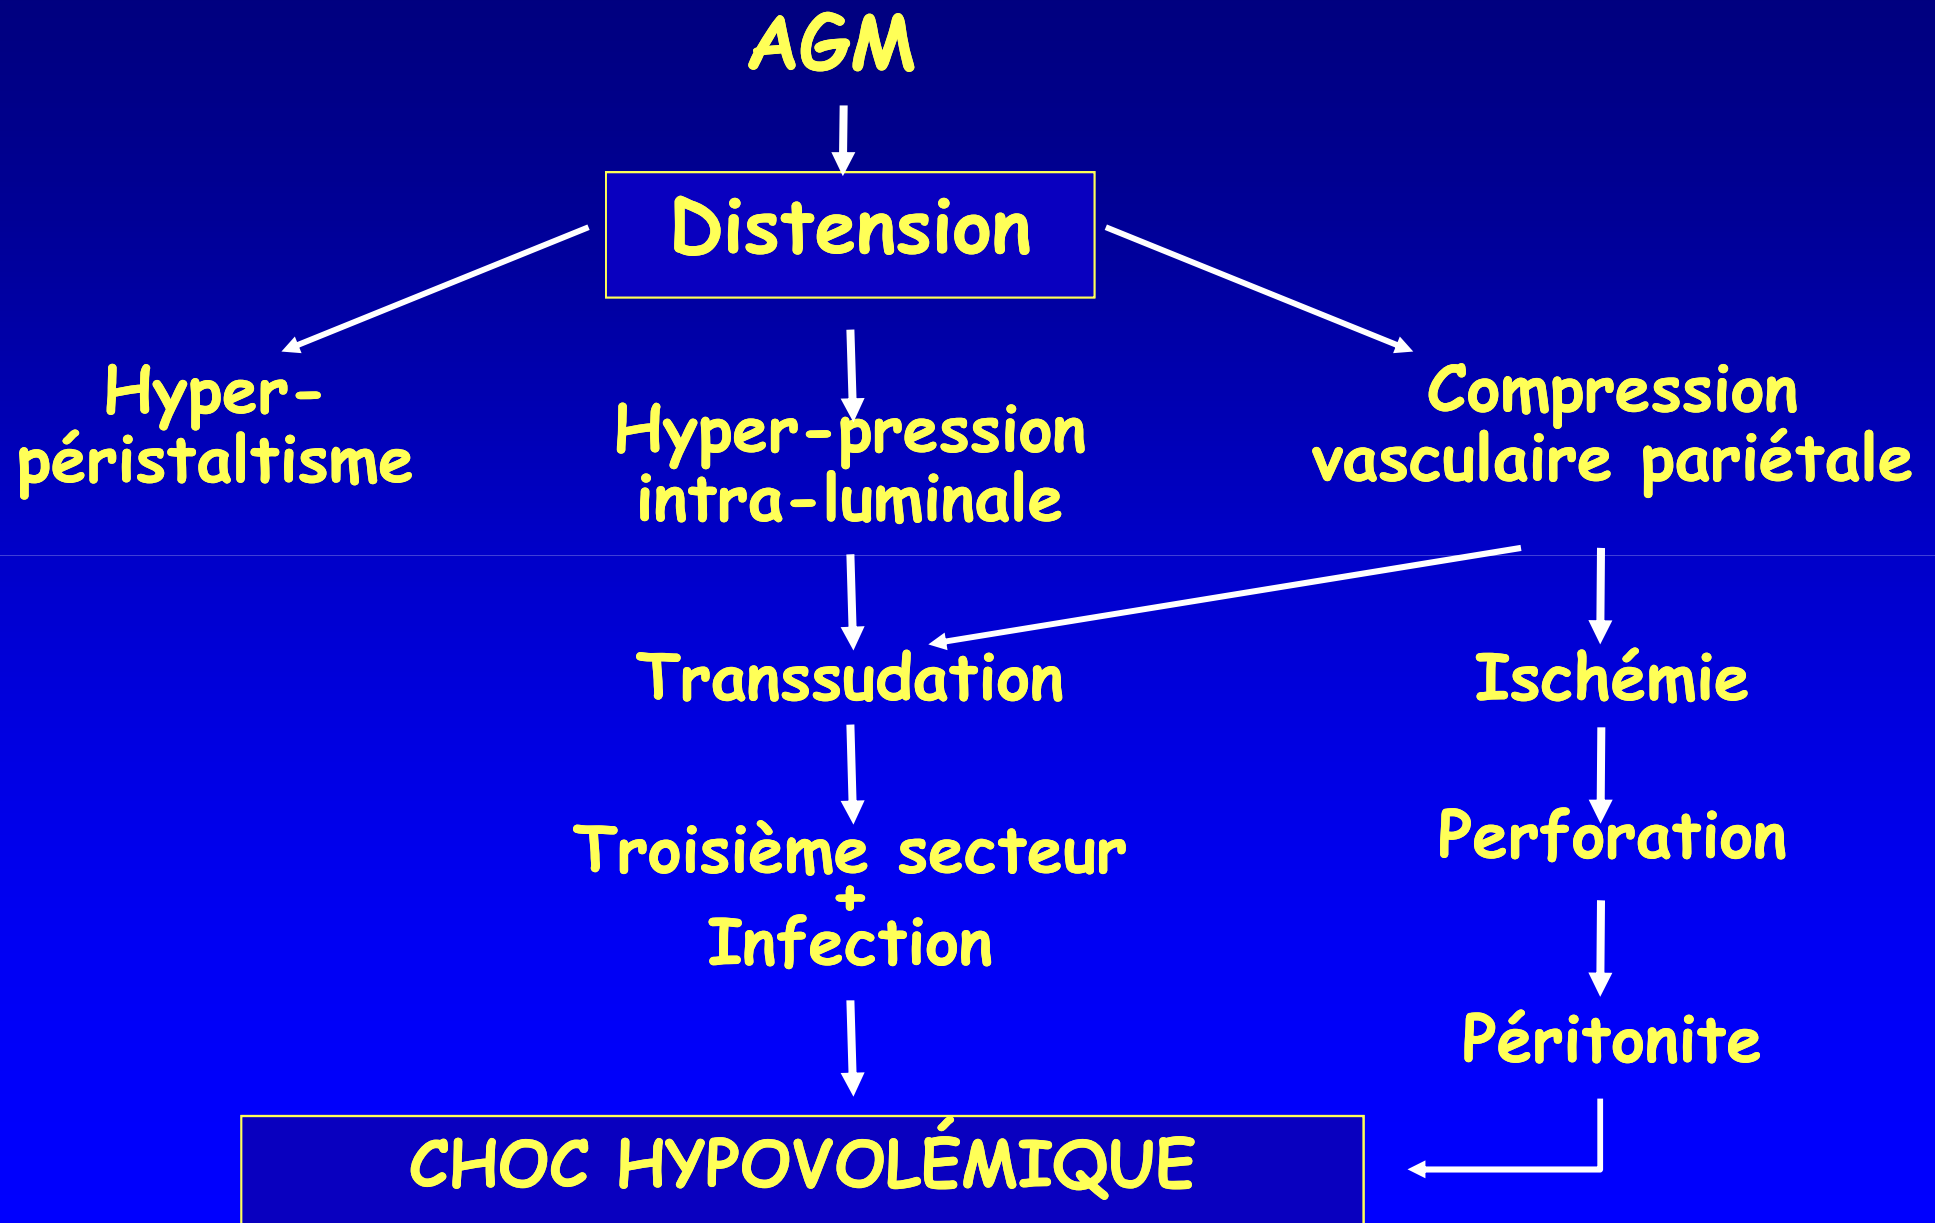 AGM
Distension
Hyper-
péristaltisme
Hyper-pression
intra-luminale
Compression
vasculaire pariétale
Transsudation
Ischémie
Troisième secteur
+
Infection
Perforation
Péritonite
CHOC HYPOVOLÉMIQUE